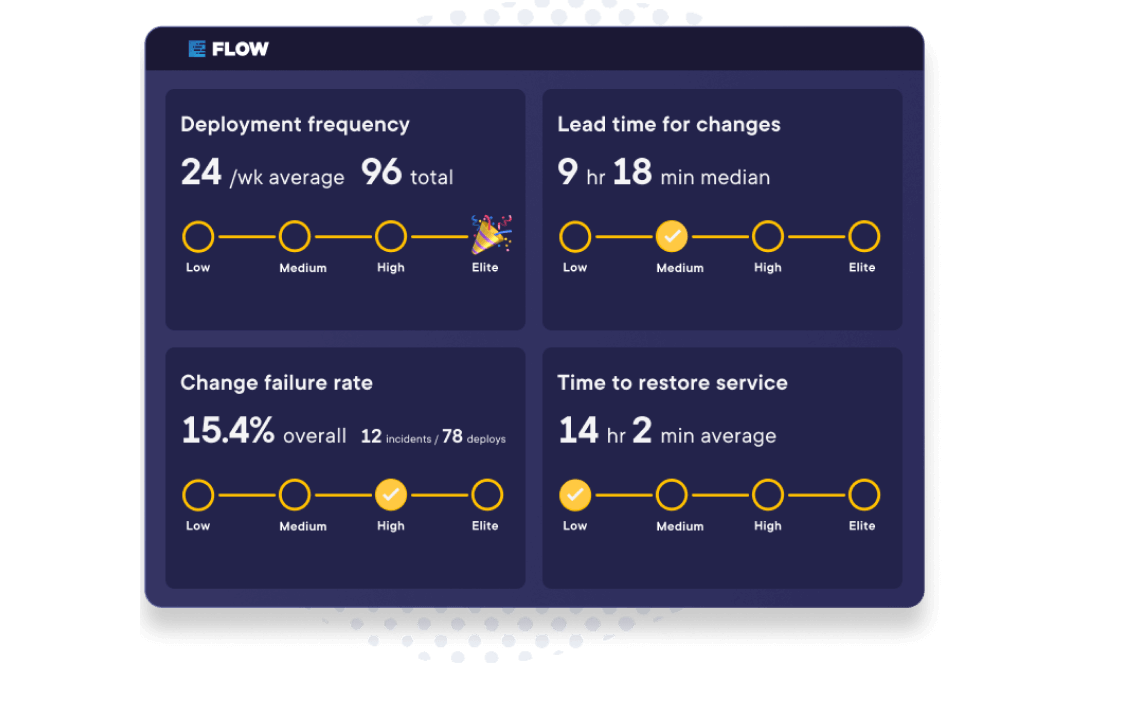 FLOW
Deployment frequency
24 /wk average 96 total
Low Medium High Elite
Lead time for changes
9 hr 18 min median
Low Medium High Elite
Change failure rate
15.4% overall 12 incidents / 78 deploys
Low Medium High Elite
Time to restore service
14 hr 2 min average
Low Medium High Elite